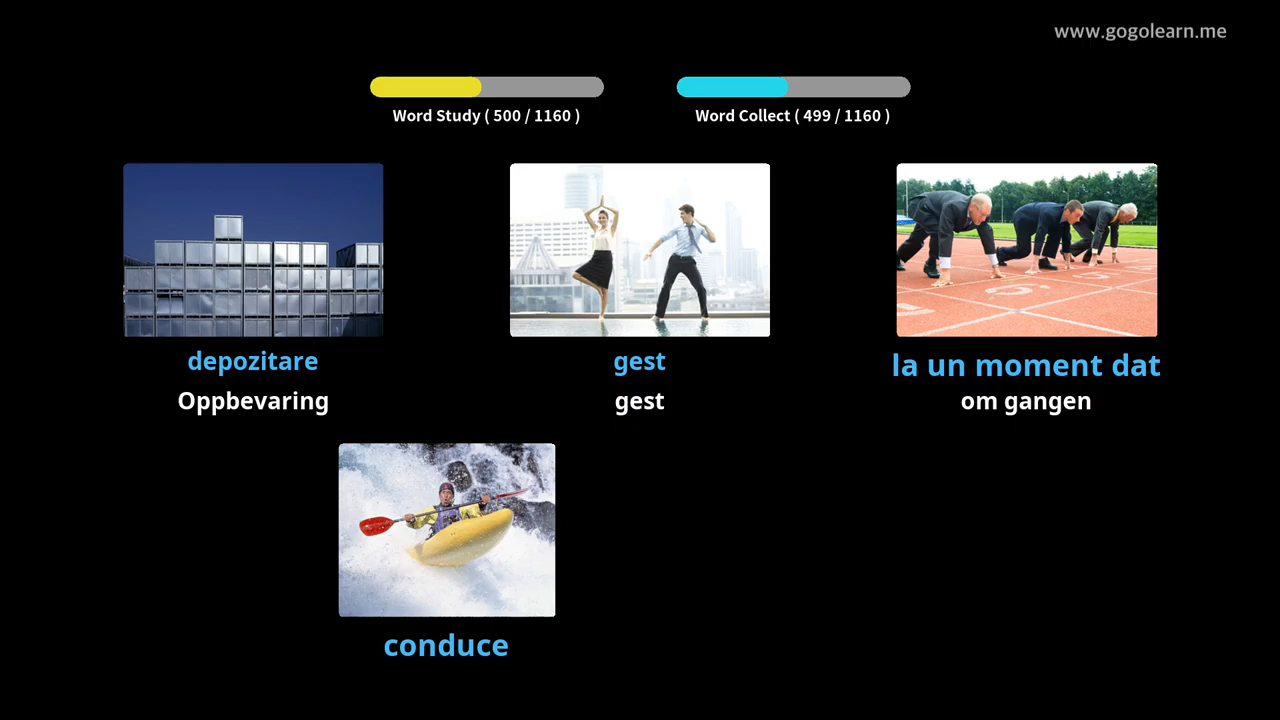 www.gogolearn.me
Word Study ( 500 / 1160 )
Word Collect ( 499 / 1160 )
depozitare
gest
la un moment dat
Oppbevaring
gest
om gangen
conduce